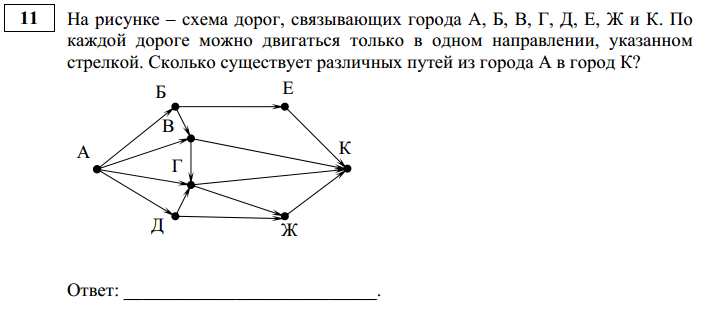 11
На рисунке – схема дорог, связывающих города А, Б, В, Г, Д, Е, Ж и К. По
каждой дороге можно двигаться только в одном направлении, указанном
стрелкой. Сколько существует различных путей из города А в город К?
Б
Е
В
А
К
Г
Д
Ж
Ответ: ___________________________.